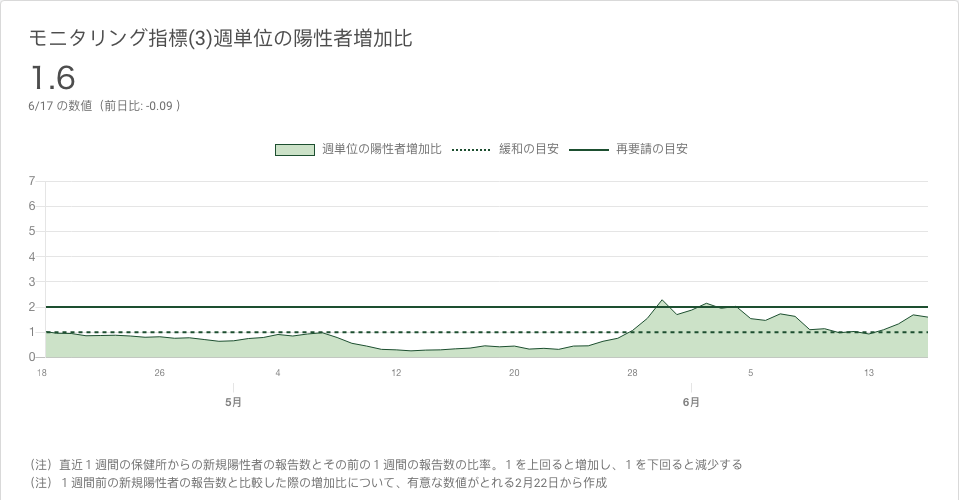 モニタリング指標(3)週単位の陽性者増加比
1.6
6/17 の数値（前日比: -0.09 ）
週単位の陽性者増加比 緩和の目安 再要請の目安
7
6
5
4
3
2
1
0
18 26 4 12 20 28 5 13
5月 6月
（注）直近１週間の保健所からの新規陽性者の報告数とその前の１週間の報告数の比率。１を上回ると増加し、１を下回ると減少する
（注）１週間前の新規陽性者の報告数と比較した際の増加比について、有意な数値がとれる2月22日から作成